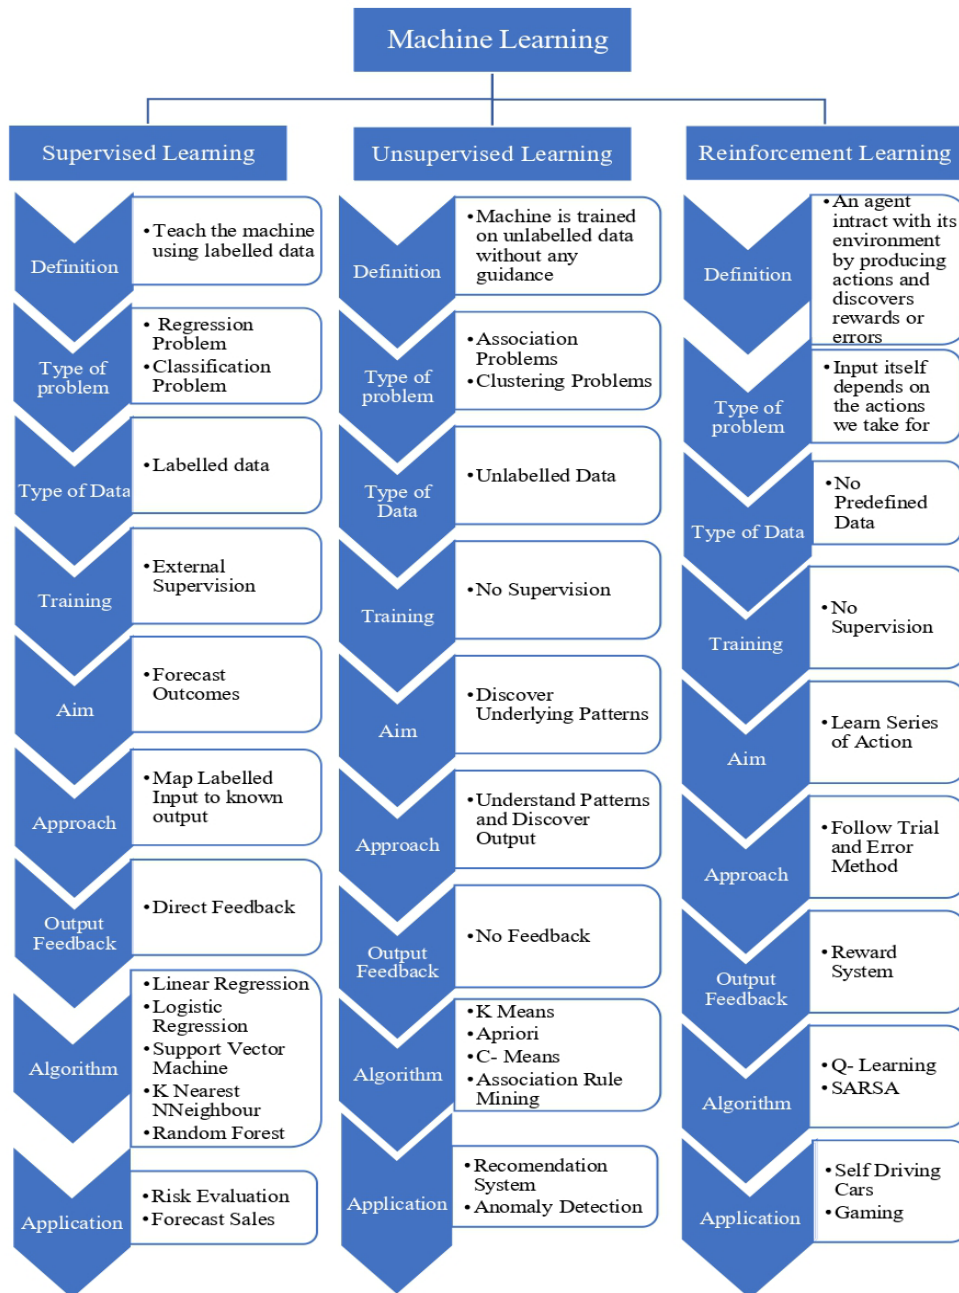 Machine Learning
Supervised Learning
Definition
• Teach the machine
using labelled data
Type of
problem
• Regression
Problem
• Classification
Problem
Type of Data
• Labelled data
Training
• External
Supervision
Aim
• Forecast
Outcomes
Approach
• Map Labelled
Input to known
output
Output
Feedback
• Direct Feedback
Algorithm
• Linear Regression
• Logistic
Regression
• Support Vector
Machine
• K Nearest
NNeighbour
• Random Forest
Application
• Risk Evaluation
• Forecast Sales
Unsupervised Learning
Definition
• Machine is trained
on unlabelled data
without any
guidance
Type of
problem
• Association
Problems
• Clustering Problems
Type of
Data
• Unlabelled Data
Training
• No Supervision
Aim
• Discover
Underlying Patterns
Approach
• Understand Patterns
and Discover
Output
Output
Feedback
• No Feedback
Algorithm
• K Means
• Apriori
• C- Means
• Association Rule
Mining
Application
• Recomendation
System
• Anomaly Detection
Reinforcement Learning
Definition
• An agent
intract with its
environment
by producing
actions and
discovers
rewards or
errors
Type of
problem
• Input itself
depends on
the actions
we take for
Type of Data
• No
Predefined
Data
Training
• No
Supervision
Aim
• Learn Series
of Action
Approach
• Follow Trial
and Error
Method
Output
Feedback
• Reward
System
Algorithm
• Q- Learning
• SARSA
Application
• Self Driving
Cars
• Gaming